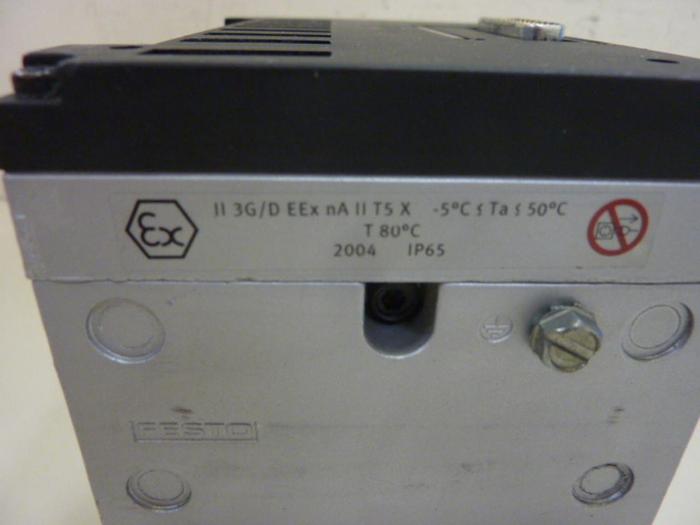 Ex II 3G/D EEx nA II T5 X -5°C ≤ Ta ≤ 50°C
T 80°C
2004 IP65
FESTO